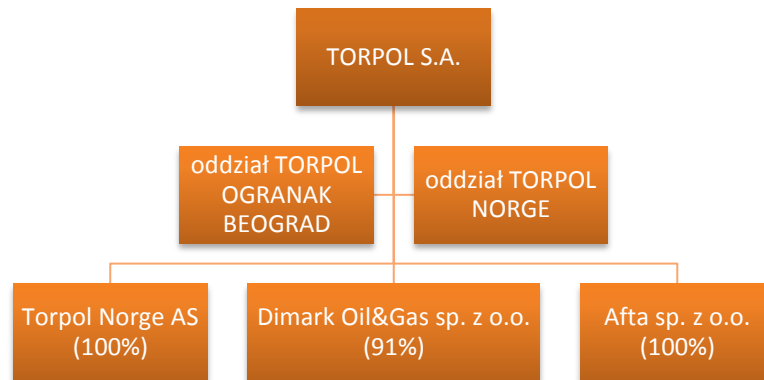 TORPOL S.A.
oddział TORPOL
OGRANAK
BEOGRAD
oddział TORPOL
NORGE
Torpol Norge AS
(100%)
Dimark Oil&Gas sp. z o.o.
(91%)
Afta sp. z o.o.
(100%)